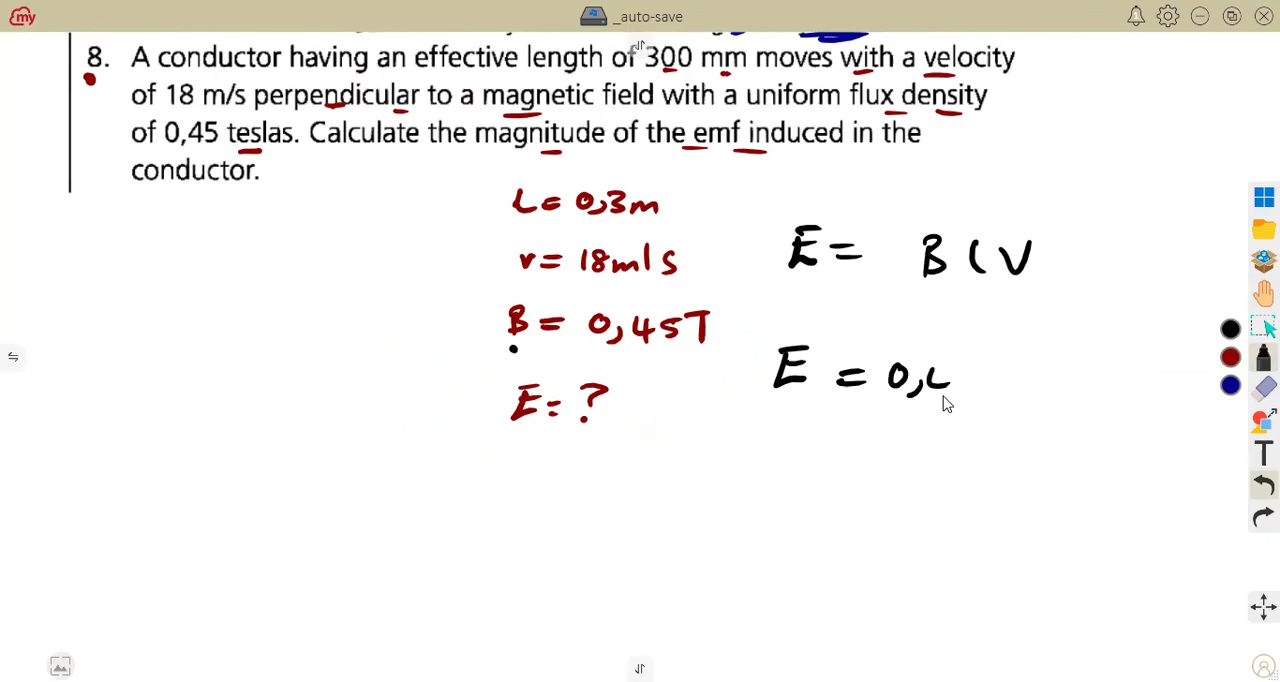 my
_auto-save
8. A conductor having an effective length of 300 mm moves with a velocity
of 18 m/s perpendicular to a magnetic field with a uniform flux density
of 0,45 teslas. Calculate the magnitude of the emf induced in the
conductor.
L = 0,3m
v = 18m/s
B = 0,45T
E = ?
E = B l V
E = 0,4
T